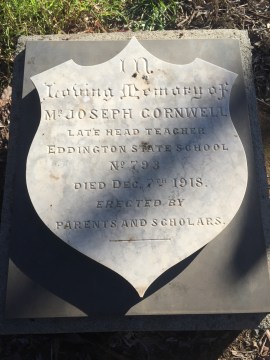 In
Loving Memory of
Mr JOSEPH CORNWELL
LATE HEAD TEACHER
EDDINGTON STATE SCHOOL
No 793
DIED DEC. 7TH 1918.
ERECTED BY
PARENTS AND SCHOLARS.